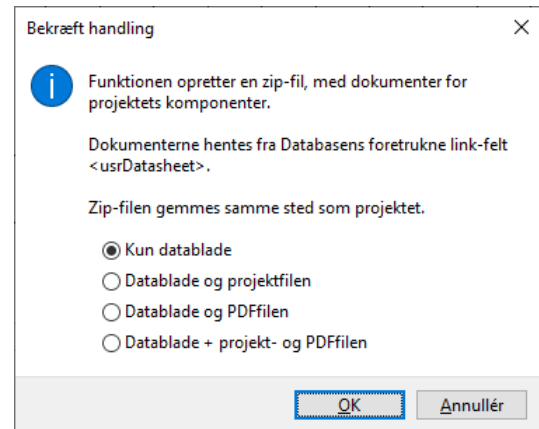 Bekræft handling
Funktionen opretter en zip-fil, med dokumenter for
projektets komponenter.
Dokumenterne hentes fra Databasens foretrukne link-felt
<usrDatasheet>.
Zip-filen gemmes samme sted som projektet.
Kun datablade
Datablade og projektfilen
Datablade og PDFfilen
Datablade + projekt- og PDFfilen
OK
Annullér